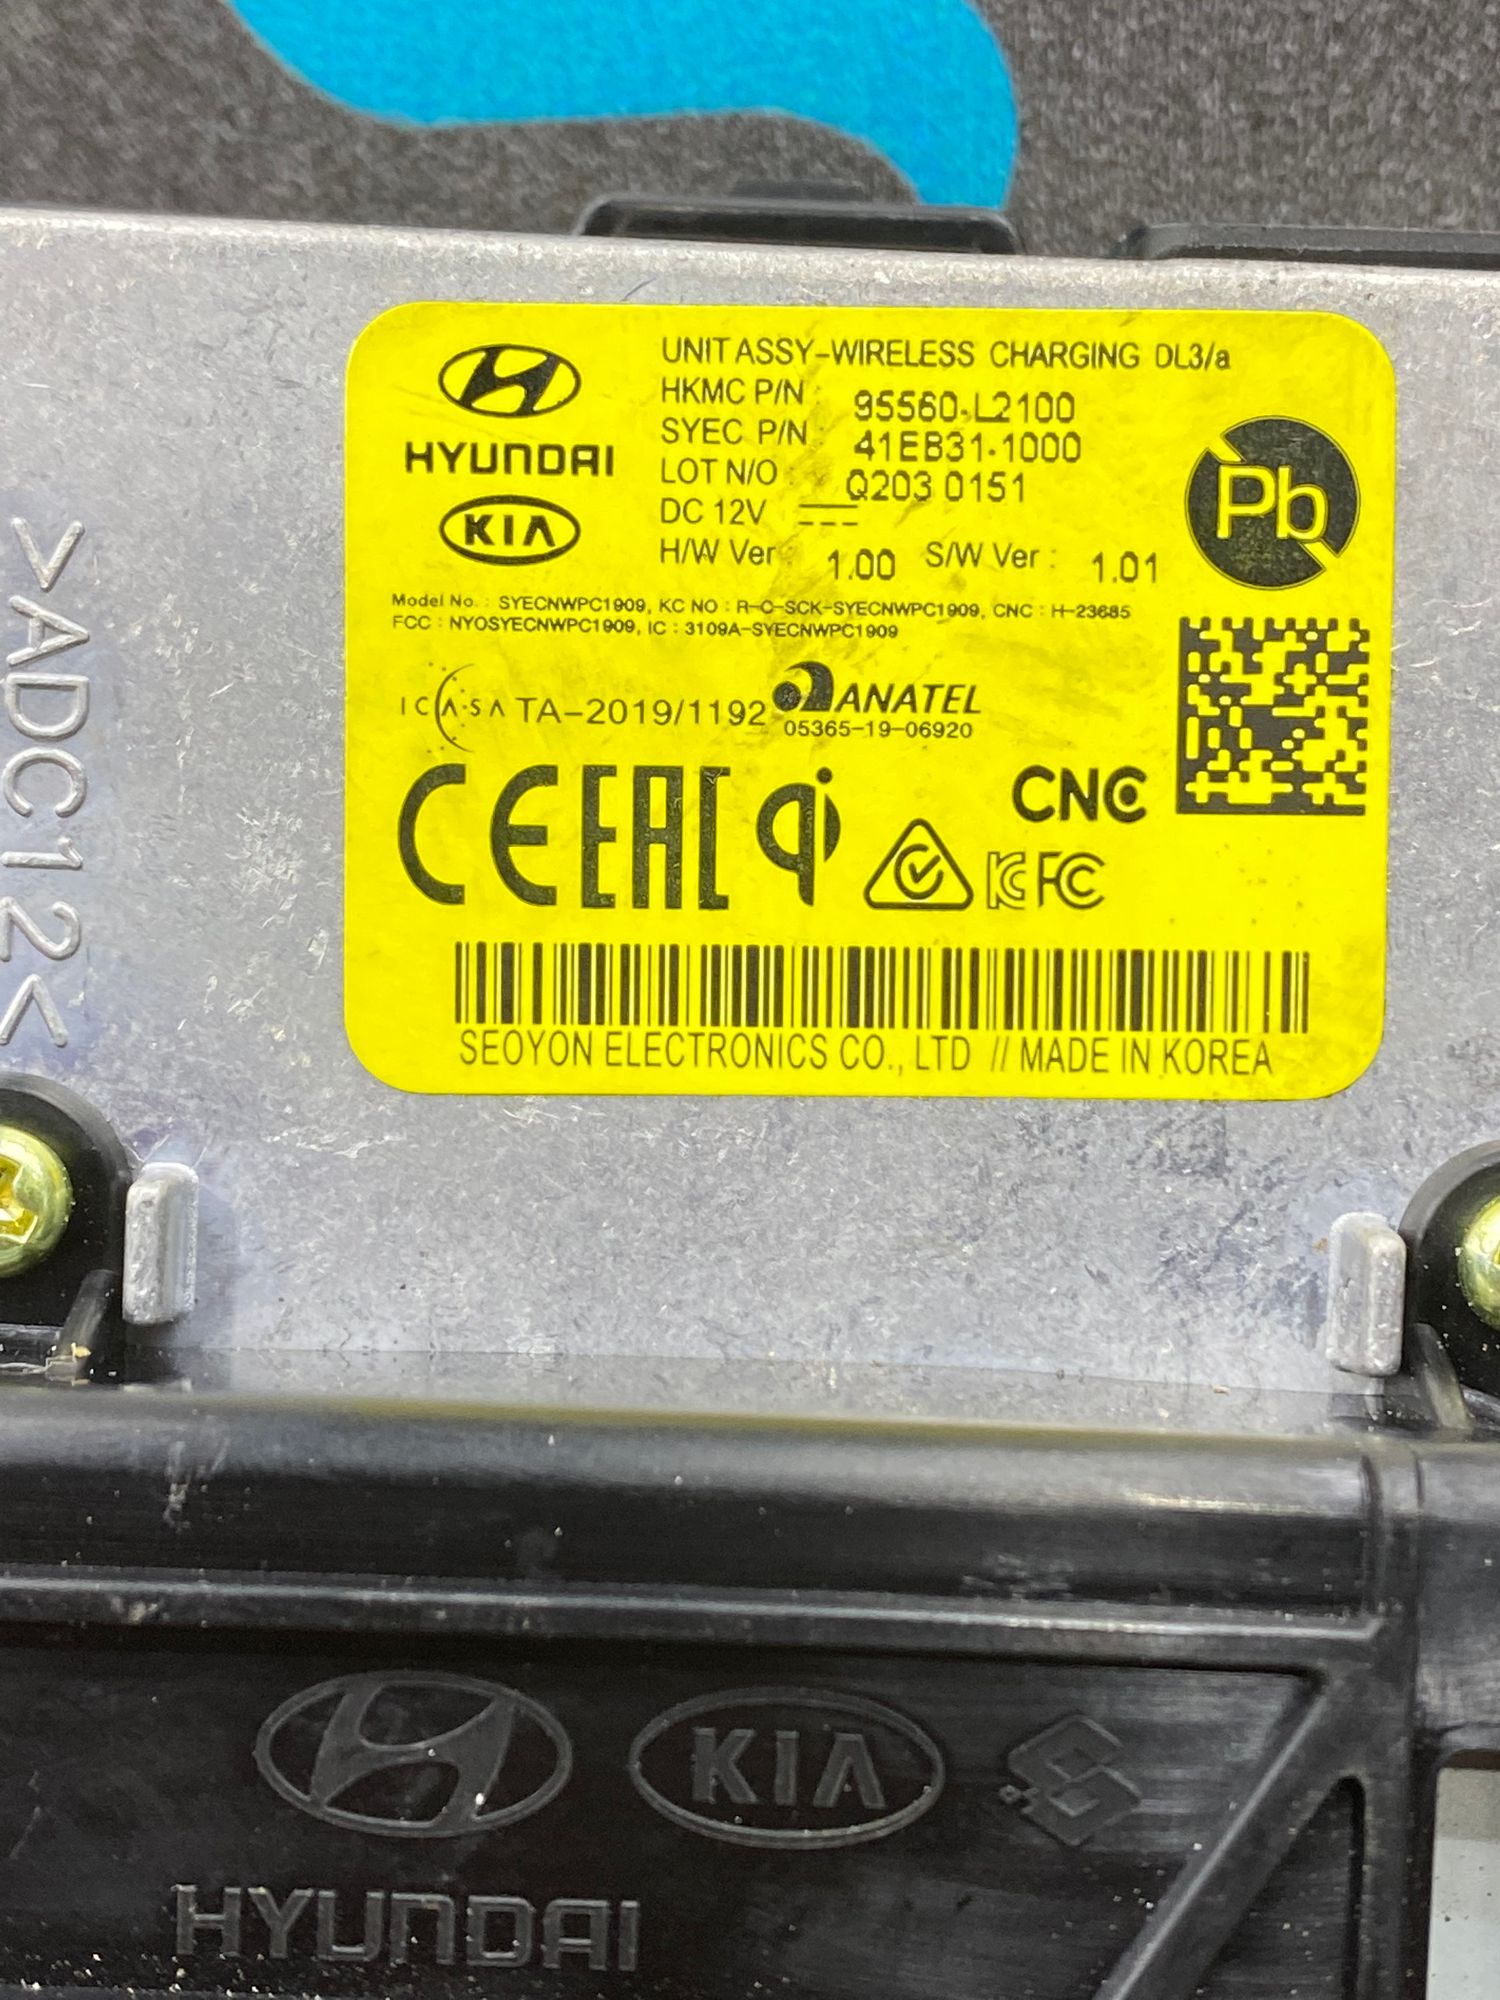 UNIT ASSY-WIRELESS CHARGING DL3/a
HKMC P/N : 95560-L2100
SYEC P/N : 41EB31-1000
LOT N/O : Q203 0151
DC 12V
H/W Ver : 1.00 S/W Ver : 1.01
HYUNDAI
KIA
Pb
Model No. : SYECNWPC1909, KC NO : R-C-SCK-SYECNWPC1909, CNC : H-23685
FCC : NYOSYECNWPC1909, IC : 3109A-SYECNWPC1909
ICASA TA-2019/1192 ANATEL
05365-19-06920
CE EAC qi CNC
KC FC
SEOYON ELECTRONICS CO., LTD // MADE IN KOREA
>ADC12<
KIA
HYUNDAI